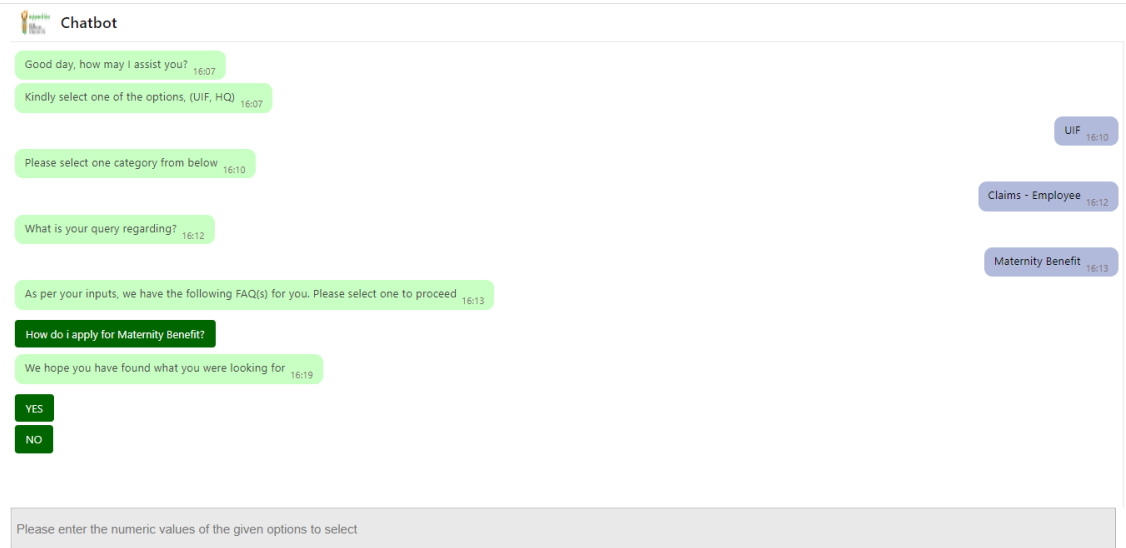 Chatbot
Good day, how may I assist you? 16:07
Kindly select one of the options, (UIF, HQ) 16:07
UIF 16:10
Please select one category from below 16:10
Claims - Employee 16:12
What is your query regarding? 16:12
Maternity Benefit 16:13
As per your inputs, we have the following FAQ(s) for you. Please select one to proceed 16:13
How do i apply for Maternity Benefit?
We hope you have found what you were looking for 16:19
YES
NO
Please enter the numeric values of the given options to select